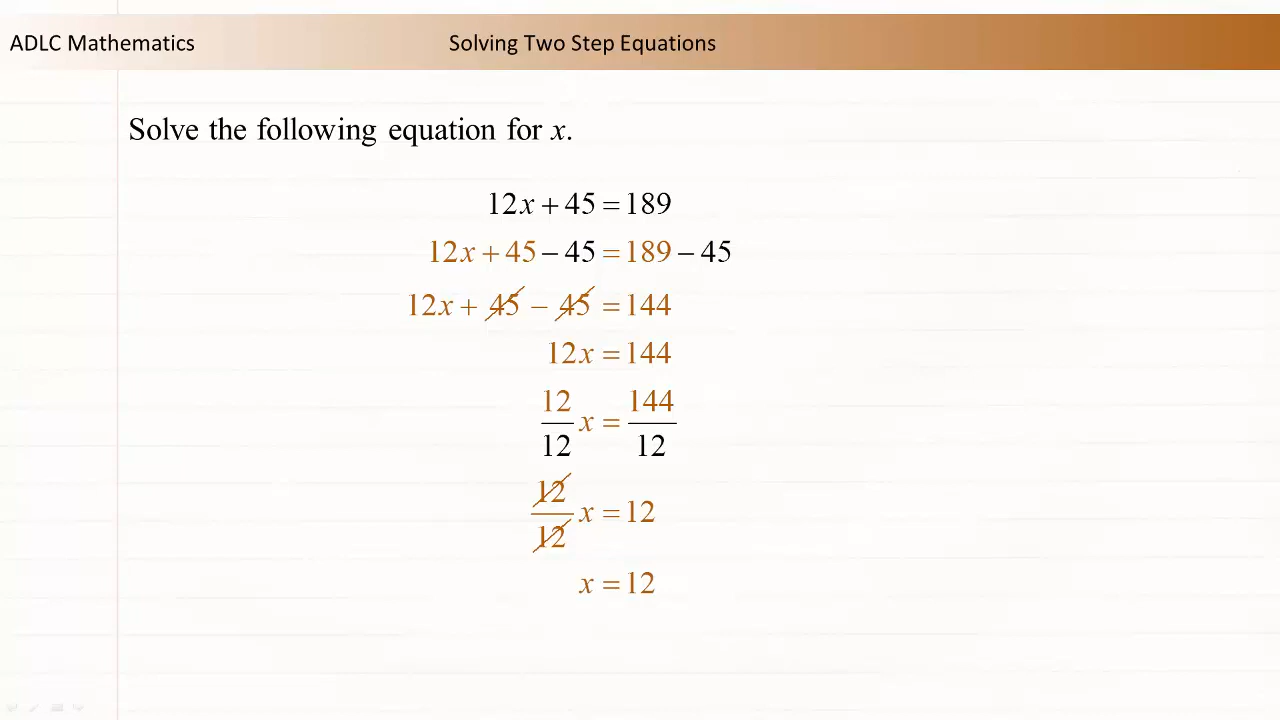 ADLC Mathematics
Solving Two Step Equations
Solve the following equation for x.
12x + 45 = 189
12x + 45 − 45 = 189 − 45
12x + 45 − 45 = 144
12x = 144
12/12 x = 144/12
12/12 x = 12
x = 12